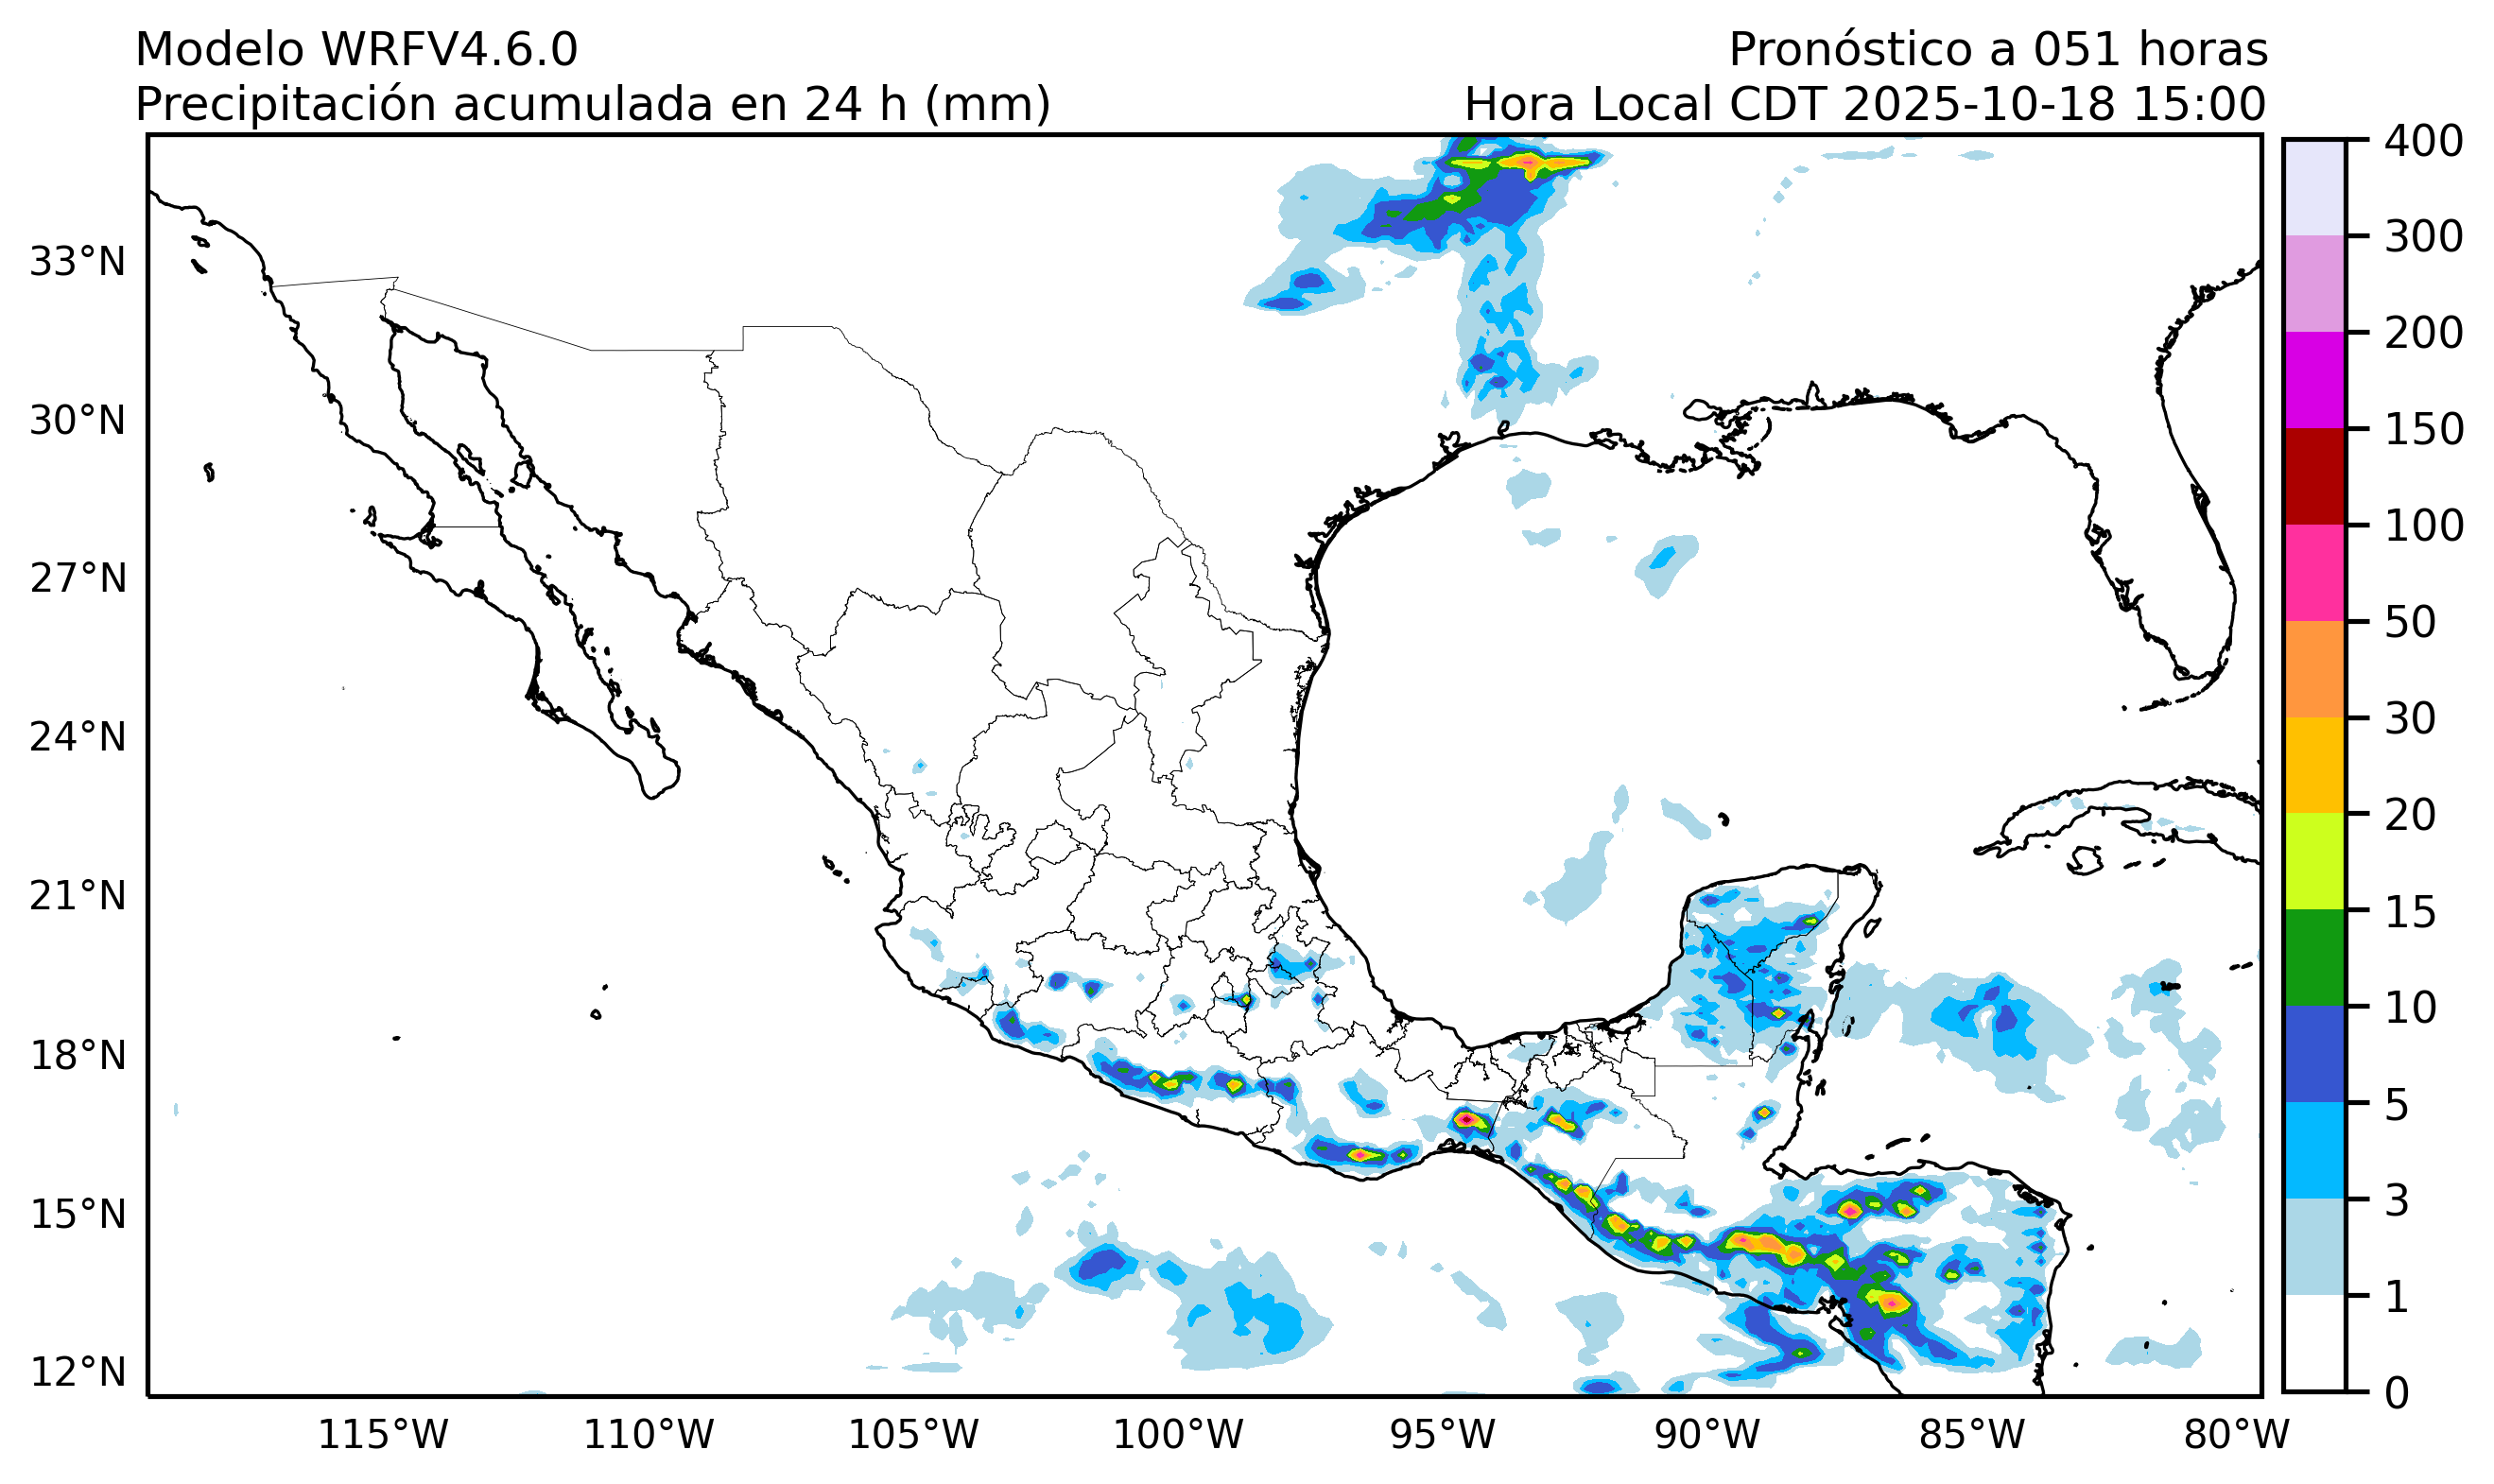 Modelo WRFV4.6.0
Pronóstico a 051 horas
Precipitación acumulada en 24 h (mm)
Hora Local CDT 2025-10-18 15:00
33°N
30°N
27°N
24°N
21°N
18°N
15°N
12°N
115°W
110°W
105°W
100°W
95°W
90°W
85°W
80°W
400
300
200
150
100
50
30
20
15
10
5
3
1
0